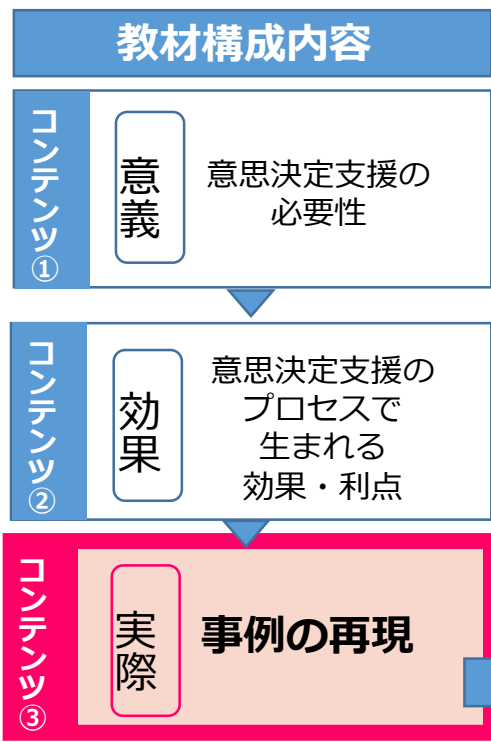 教材構成内容
コンテンツ①
意義
意思決定支援の
必要性
コンテンツ②
効果
意思決定支援の
プロセスで
生まれる
効果・利点
コンテンツ③
実際
事例の再現